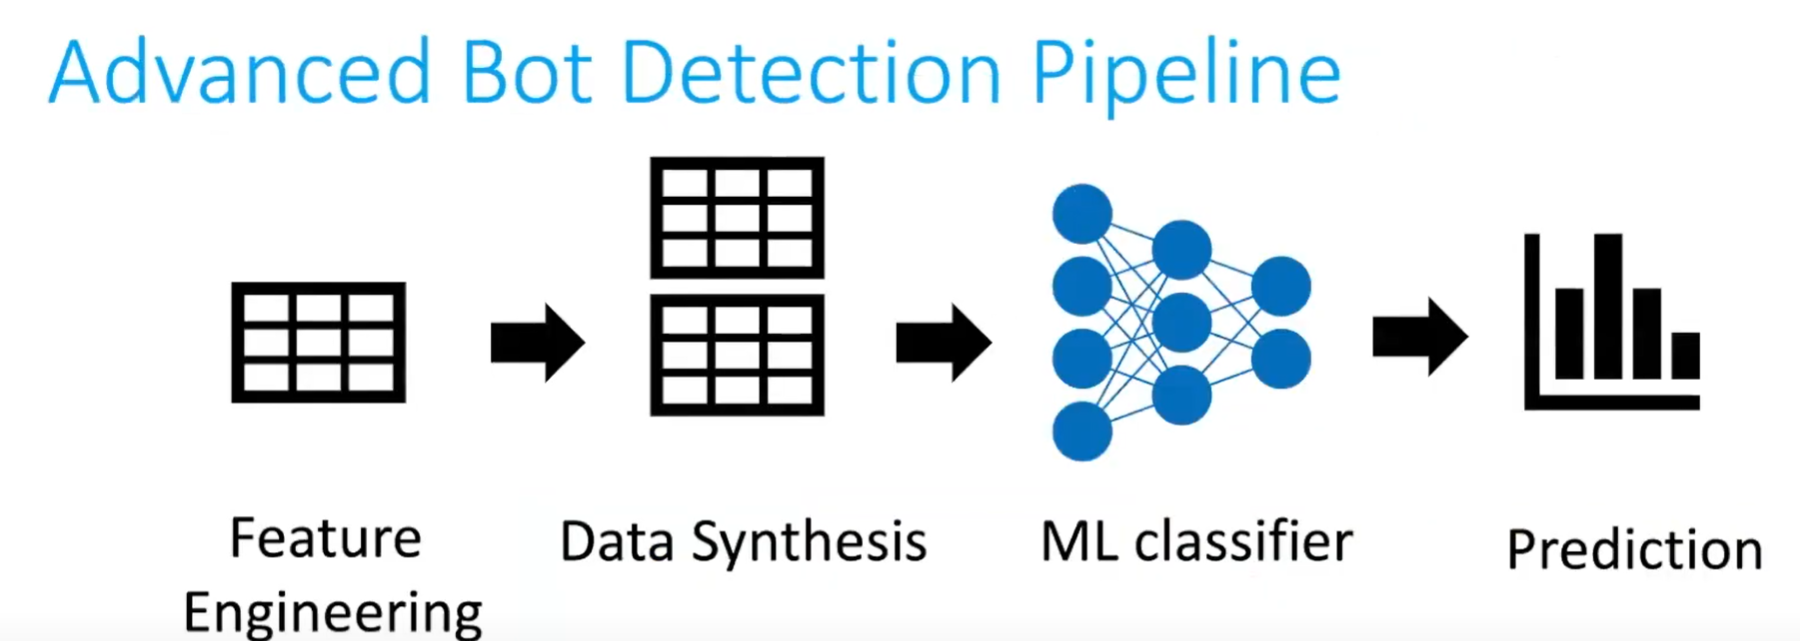 Advanced Bot Detection Pipeline
Feature
Engineering
Data Synthesis
ML classifier
Prediction